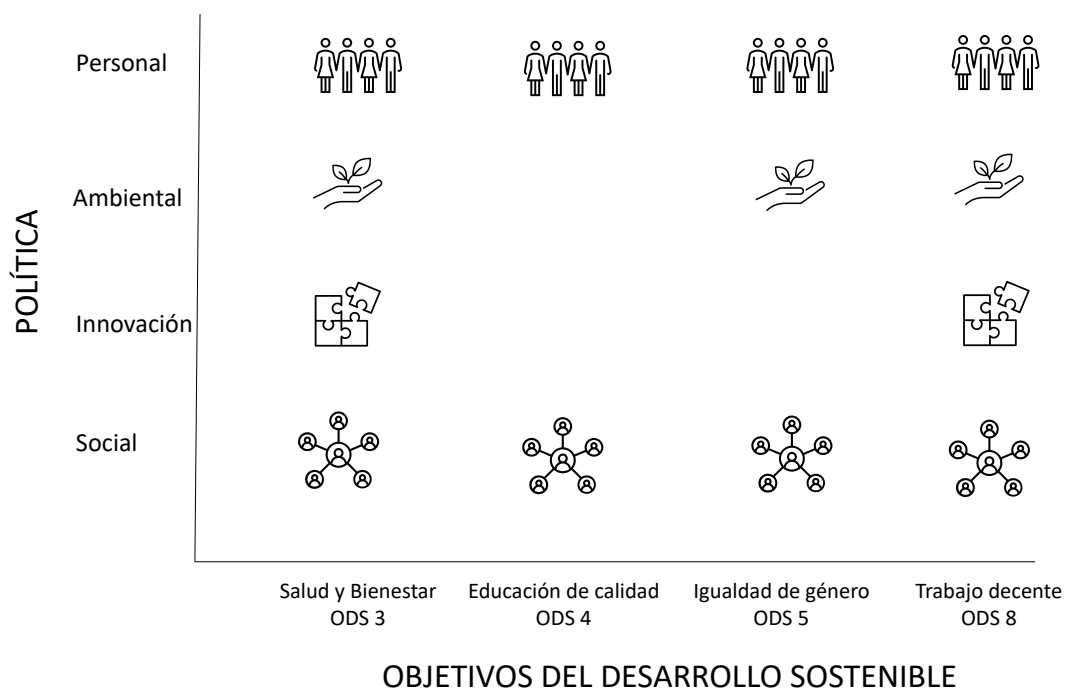 Personal
Ambiental
POLÍTICA
Innovación
Social
Salud y Bienestar
ODS 3
Educación de calidad
ODS 4
Igualdad de género
ODS 5
Trabajo decente
ODS 8
OBJETIVOS DEL DESARROLLO SOSTENIBLE